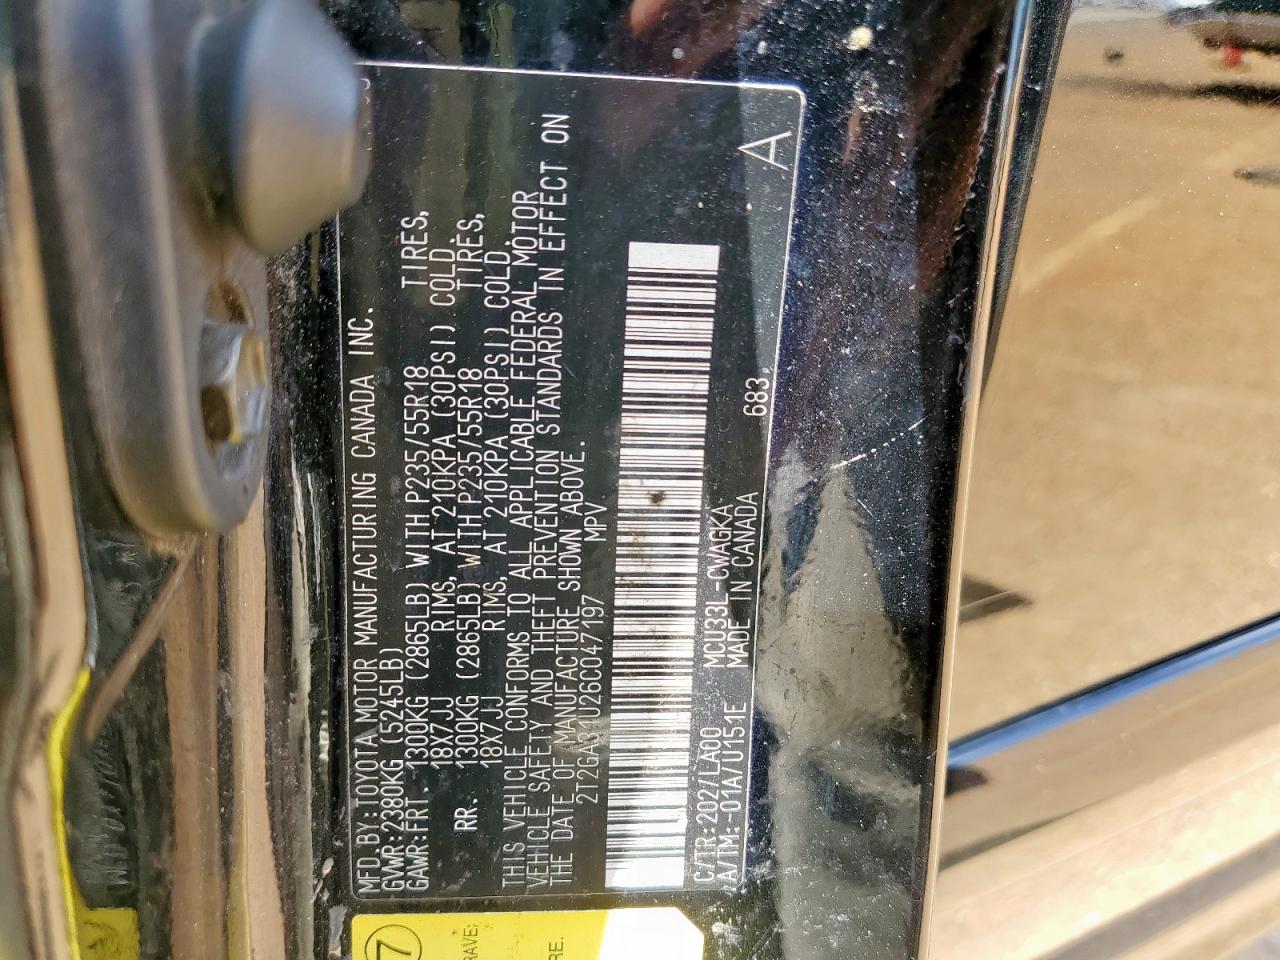 MFD.BY:TOYOTA MOTOR MANUFACTURING CANADA INC.
GVWR:2380KG(5245LB)
GAWR:FRT. 1300KG (2865LB) WITH P235/55R18 TIRES,
18X7JJ RIMS, AT 210KPA (30PSI) COLD.
RR. 1300KG (2865LB) WITH P235/55R18 TIRES,
18X7JJ RIMS, AT 210KPA (30PSI) COLD.
THIS VEHICLE CONFORMS TO ALL APPLICABLE FEDERAL MOTOR
VEHICLE SAFETY AND THEFT PREVENTION STANDARDS IN EFFECT ON
THE DATE OF MANUFACTURE SHOWN ABOVE.
2T2GA31U26C047197 MPV
C/TR:202/LA00 MCU33L-CWAGKA
A/TM:-01A/U151E MADE IN CANADA
683.
A
7
RE.